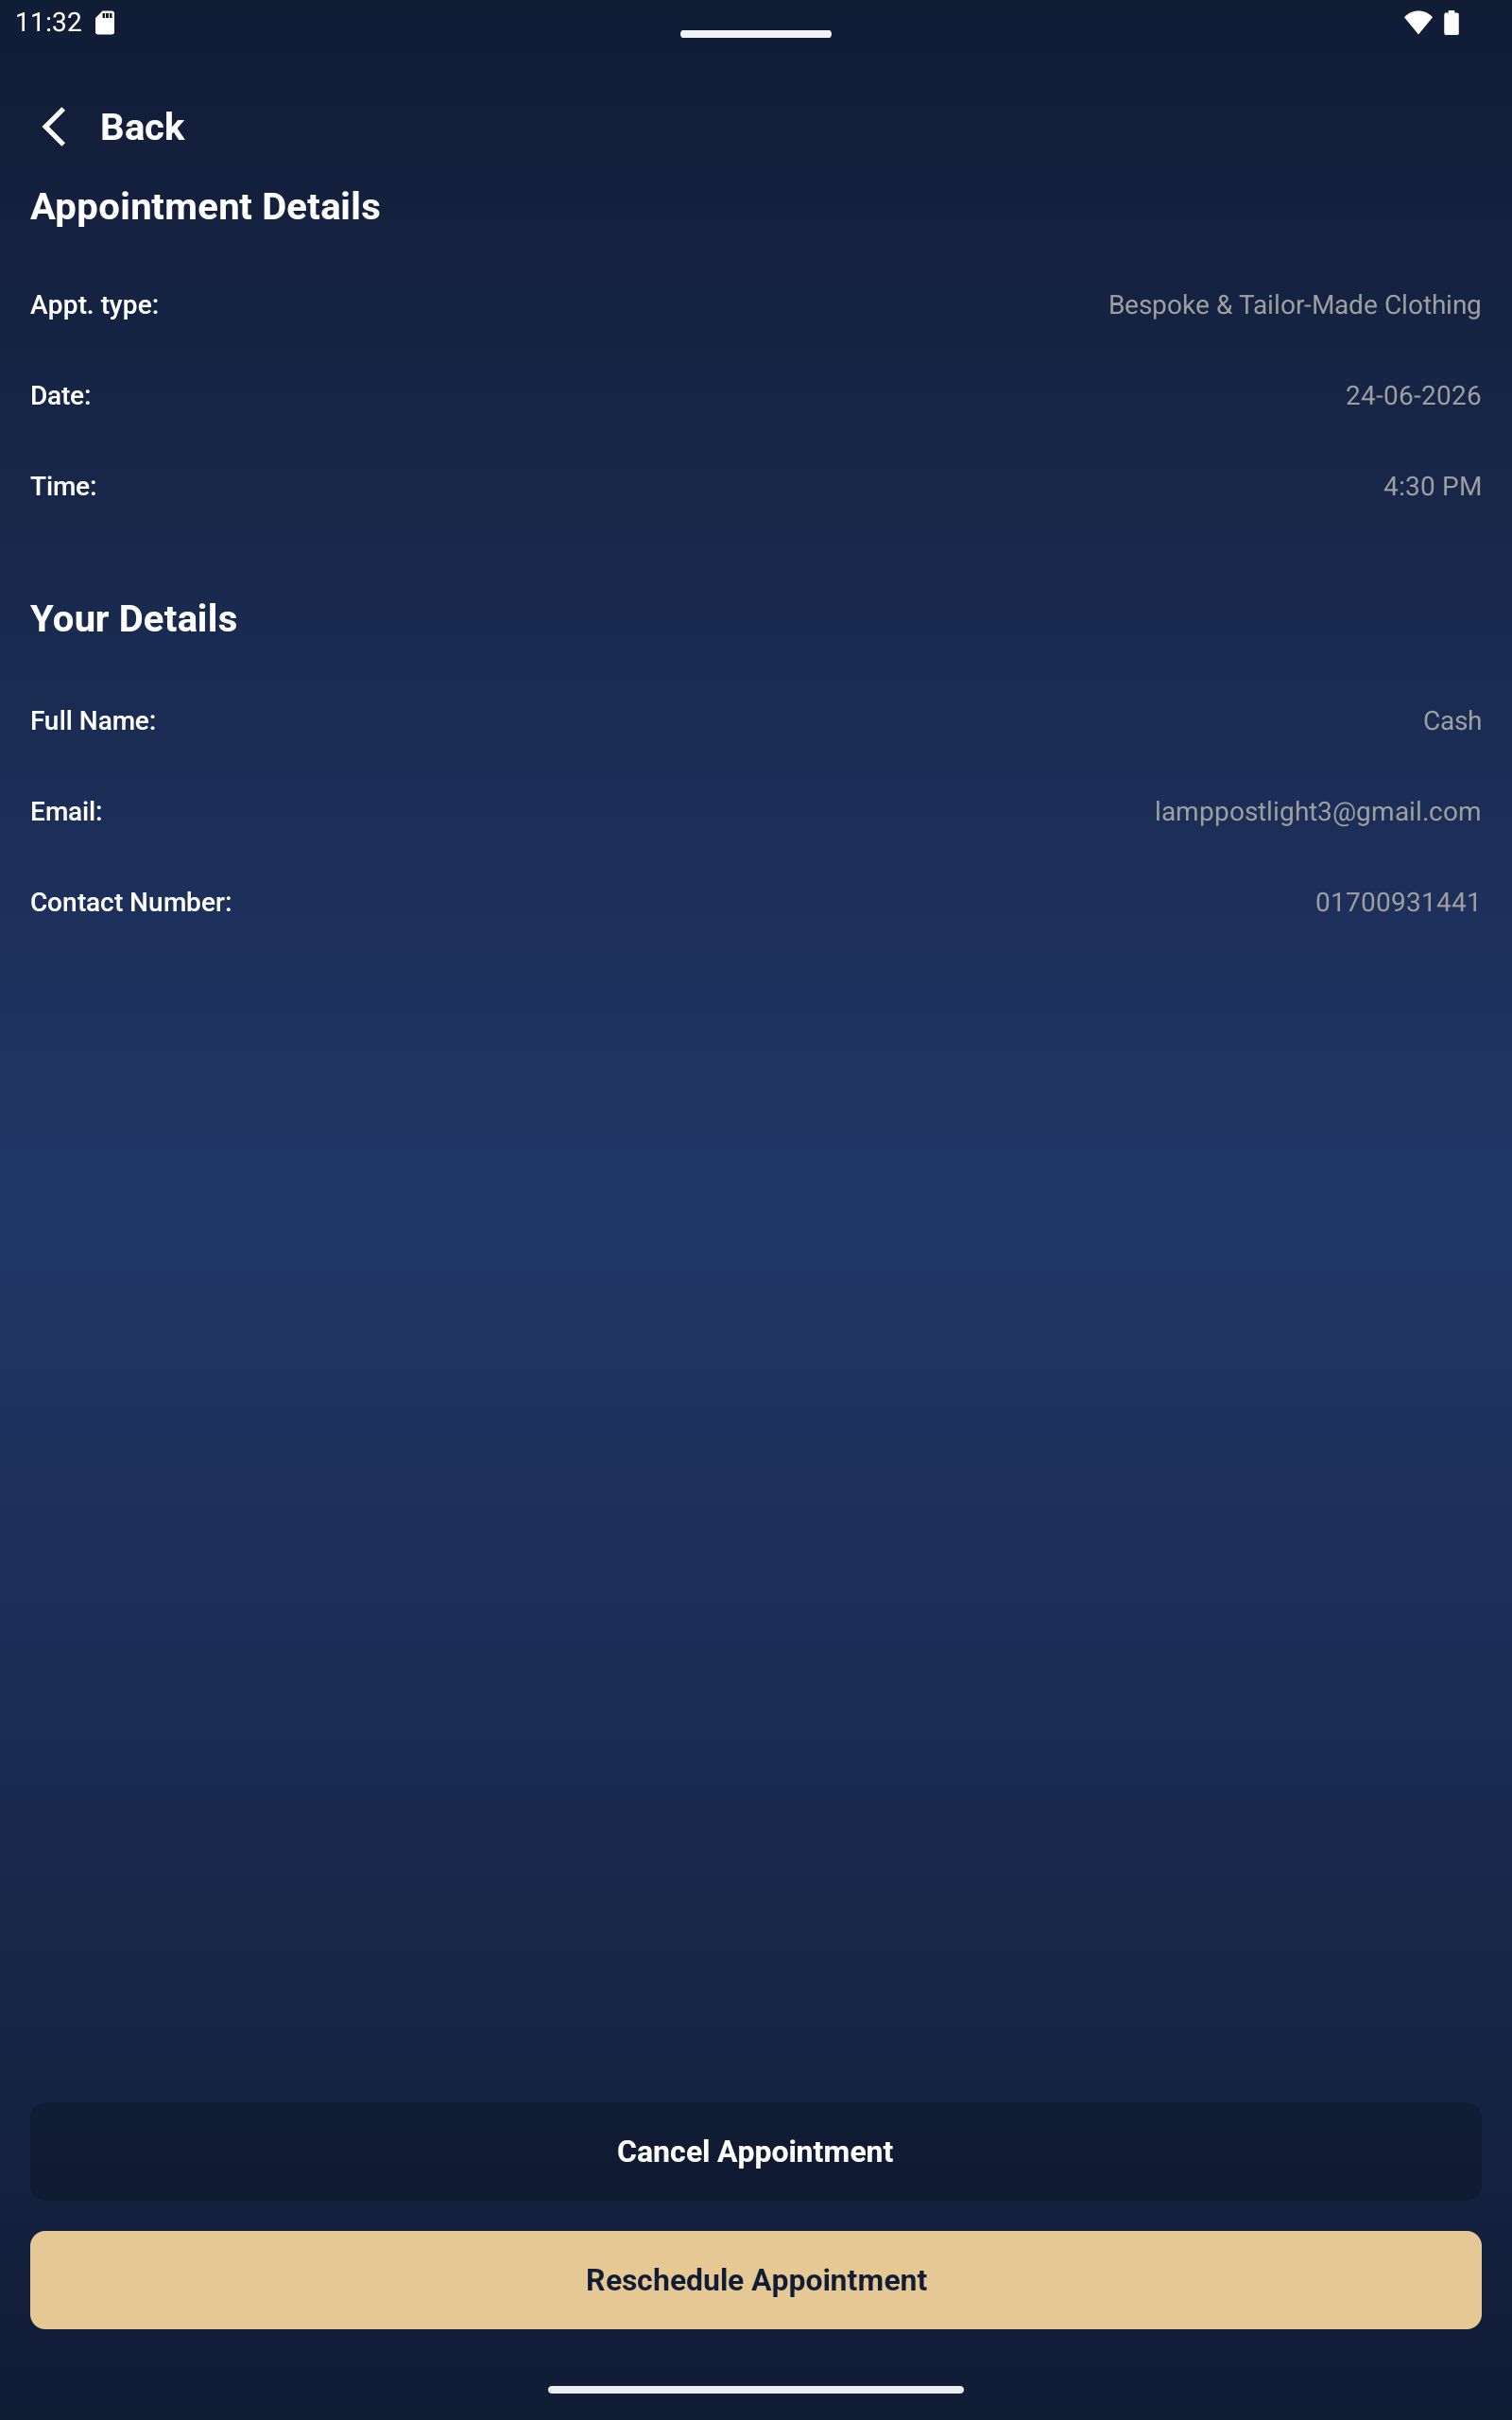 11:32
Back
Appointment Details
Appt. type: Bespoke & Tailor-Made Clothing
Date: 24-06-2026
Time: 4:30 PM
Your Details
Full Name: Cash
Email: lamppostlight3@gmail.com
Contact Number: 01700931441
Cancel Appointment
Reschedule Appointment